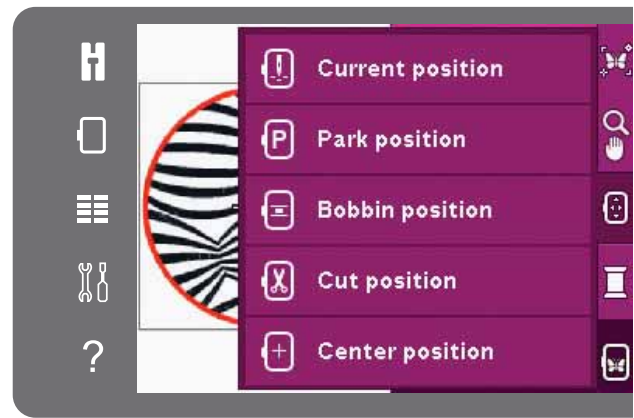 Current position
P
Park position
Bobbin position
Cut position
Center position
?